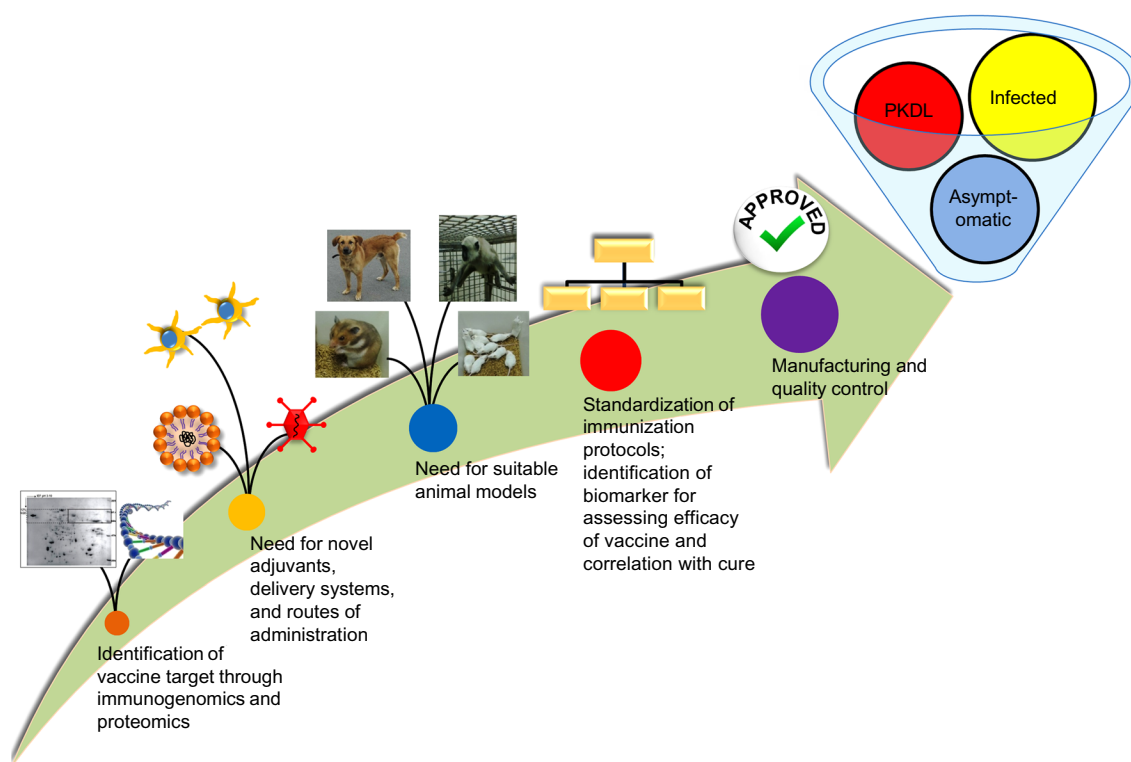 PKDL
Infected
Asympt-
omatic
APPROVED
Manufacturing and
quality control
Standardization of
immunization
protocols;
identification of
biomarker for
assessing efficacy
of vaccine and
correlation with cure
Need for suitable
animal models
Need for novel
adjuvants,
delivery systems,
and routes of
administration
Identification of
vaccine target through
immunogenomics and
proteomics